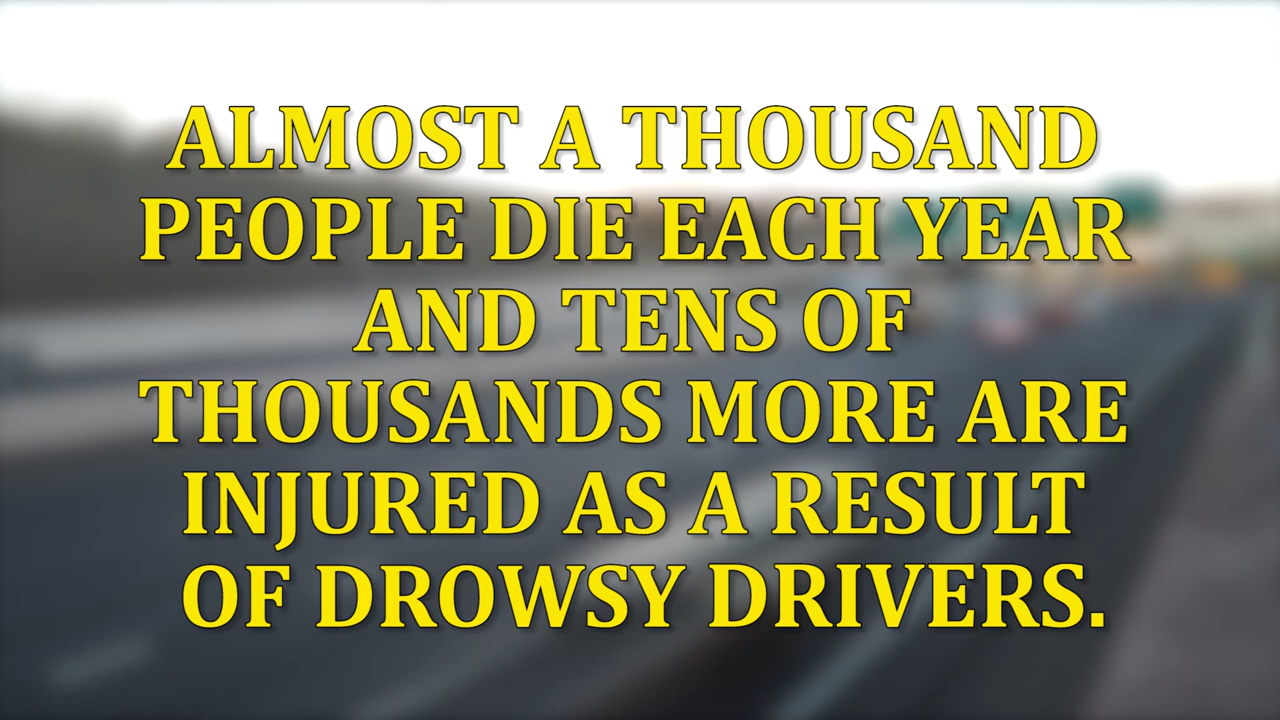 ALMOST A THOUSAND
PEOPLE DIE EACH YEAR
AND TENS OF
THOUSANDS MORE ARE
INJURED AS A RESULT
OF DROWSY DRIVERS.